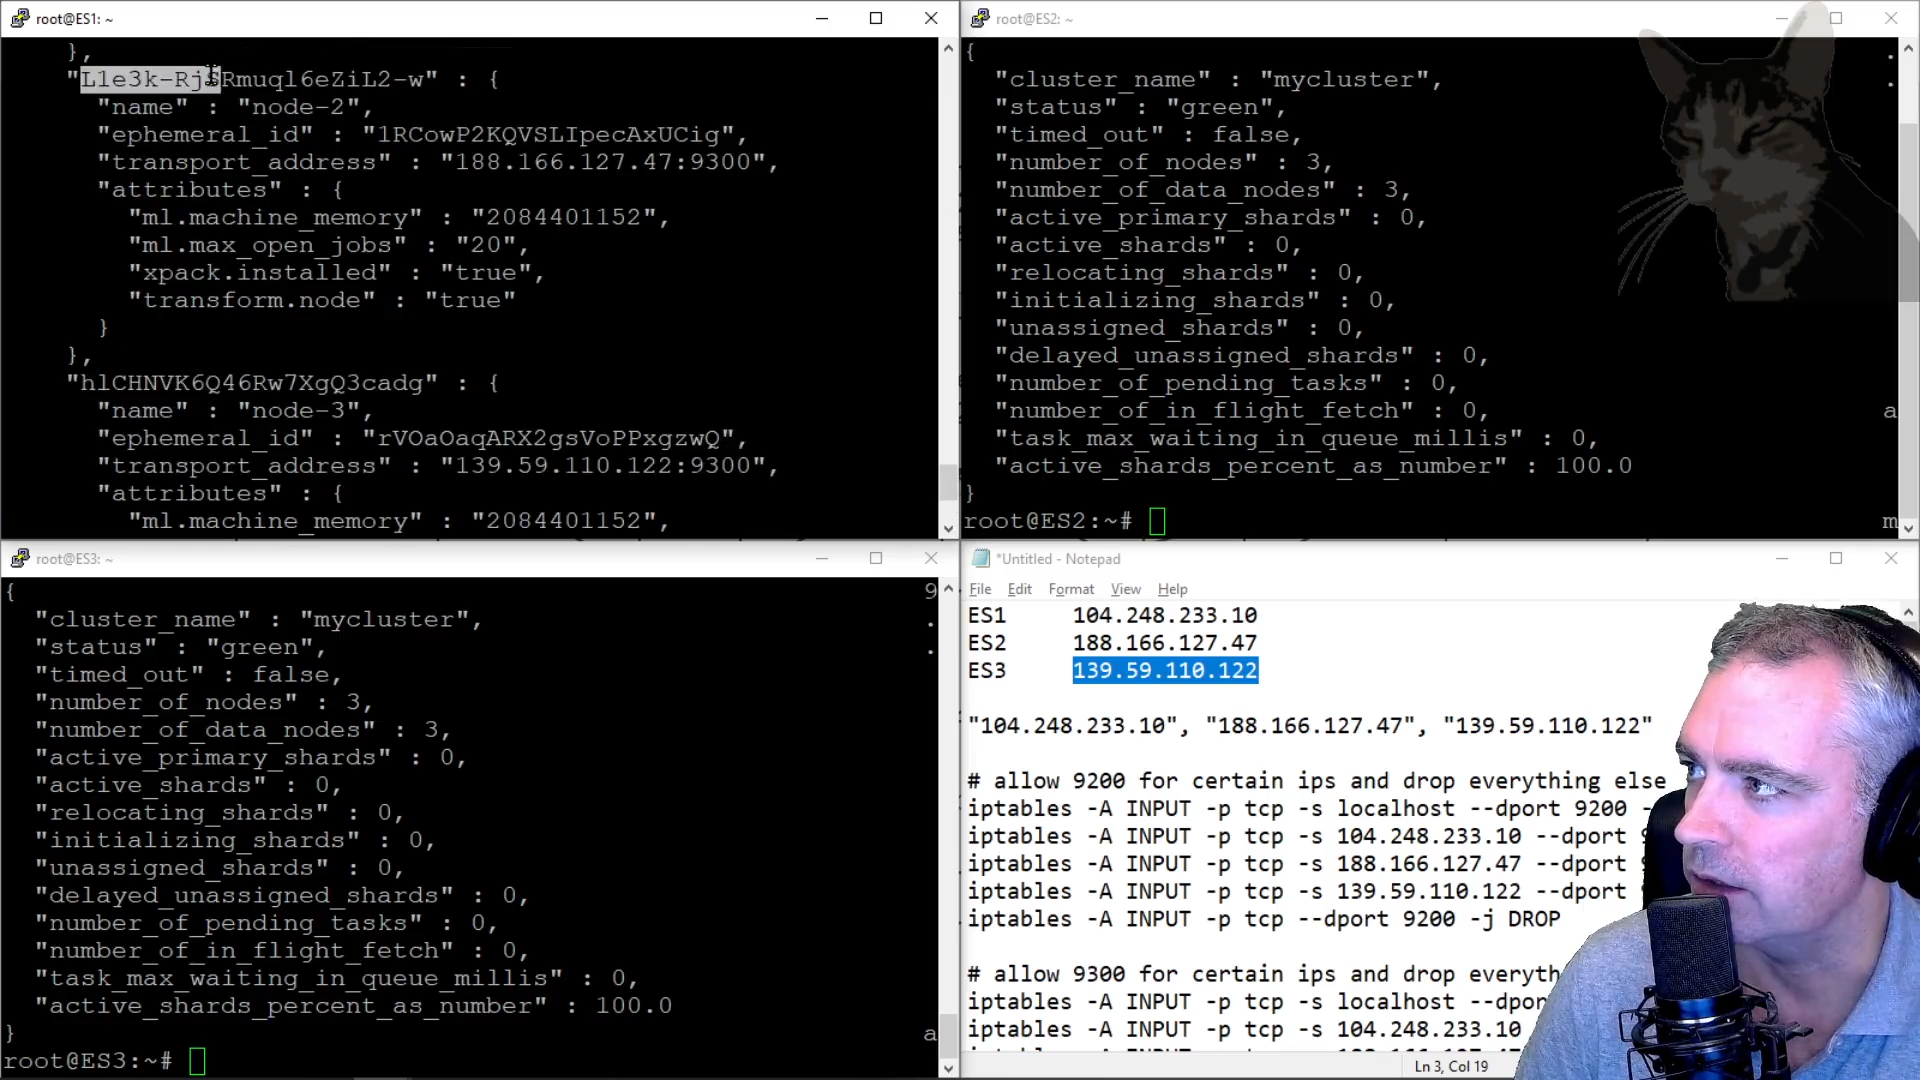 root@ES1: ~
},
"L1e3k-RjSRmuql6eZiL2-w" : {
"name" : "node-2",
"ephemeral_id" : "1RCowP2KQVSLIpecAxUCig",
"transport_address" : "188.166.127.47:9300",
"attributes" : {
"ml.machine_memory" : "2084401152",
"ml.max_open_jobs" : "20",
"xpack.installed" : "true",
"transform.node" : "true"
}
},
"hlCHNVK6Q46Rw7XgQ3cadg" : {
"name" : "node-3",
"ephemeral_id" : "rVOaOaqARX2gsVoPPxgzwQ",
"transport_address" : "139.59.110.122:9300",
"attributes" : {
"ml.machine_memory" : "2084401152",
root@ES2: ~
{
"cluster_name" : "mycluster",
"status" : "green",
"timed_out" : false,
"number_of_nodes" : 3,
"number_of_data_nodes" : 3,
"active_primary_shards" : 0,
"active_shards" : 0,
"relocating_shards" : 0,
"initializing_shards" : 0,
"unassigned_shards" : 0,
"delayed_unassigned_shards" : 0,
"number_of_pending_tasks" : 0,
"number_of_in_flight_fetch" : 0,
"task_max_waiting_in_queue_millis" : 0,
"active_shards_percent_as_number" : 100.0
}
root@ES2:~#
root@ES3: ~
{
"cluster_name" : "mycluster",
"status" : "green",
"timed_out" : false,
"number_of_nodes" : 3,
"number_of_data_nodes" : 3,
"active_primary_shards" : 0,
"active_shards" : 0,
"relocating_shards" : 0,
"initializing_shards" : 0,
"unassigned_shards" : 0,
"delayed_unassigned_shards" : 0,
"number_of_pending_tasks" : 0,
"number_of_in_flight_fetch" : 0,
"task_max_waiting_in_queue_millis" : 0,
"active_shards_percent_as_number" : 100.0
}
root@ES3:~#
*Untitled - Notepad
File Edit Format View Help
ES1 104.248.233.10
ES2 188.166.127.47
ES3 139.59.110.122
"104.248.233.10", "188.166.127.47", "139.59.110.122"
# allow 9200 for certain ips and drop everything else
iptables -A INPUT -p tcp -s localhost --dport 9200 -
iptables -A INPUT -p tcp -s 104.248.233.10 --dport
iptables -A INPUT -p tcp -s 188.166.127.47 --dport
iptables -A INPUT -p tcp -s 139.59.110.122 --dport
iptables -A INPUT -p tcp --dport 9200 -j DROP
# allow 9300 for certain ips and drop everyth
iptables -A INPUT -p tcp -s localhost --dpor
iptables -A INPUT -p tcp -s 104.248.233.10
Ln 3, Col 19